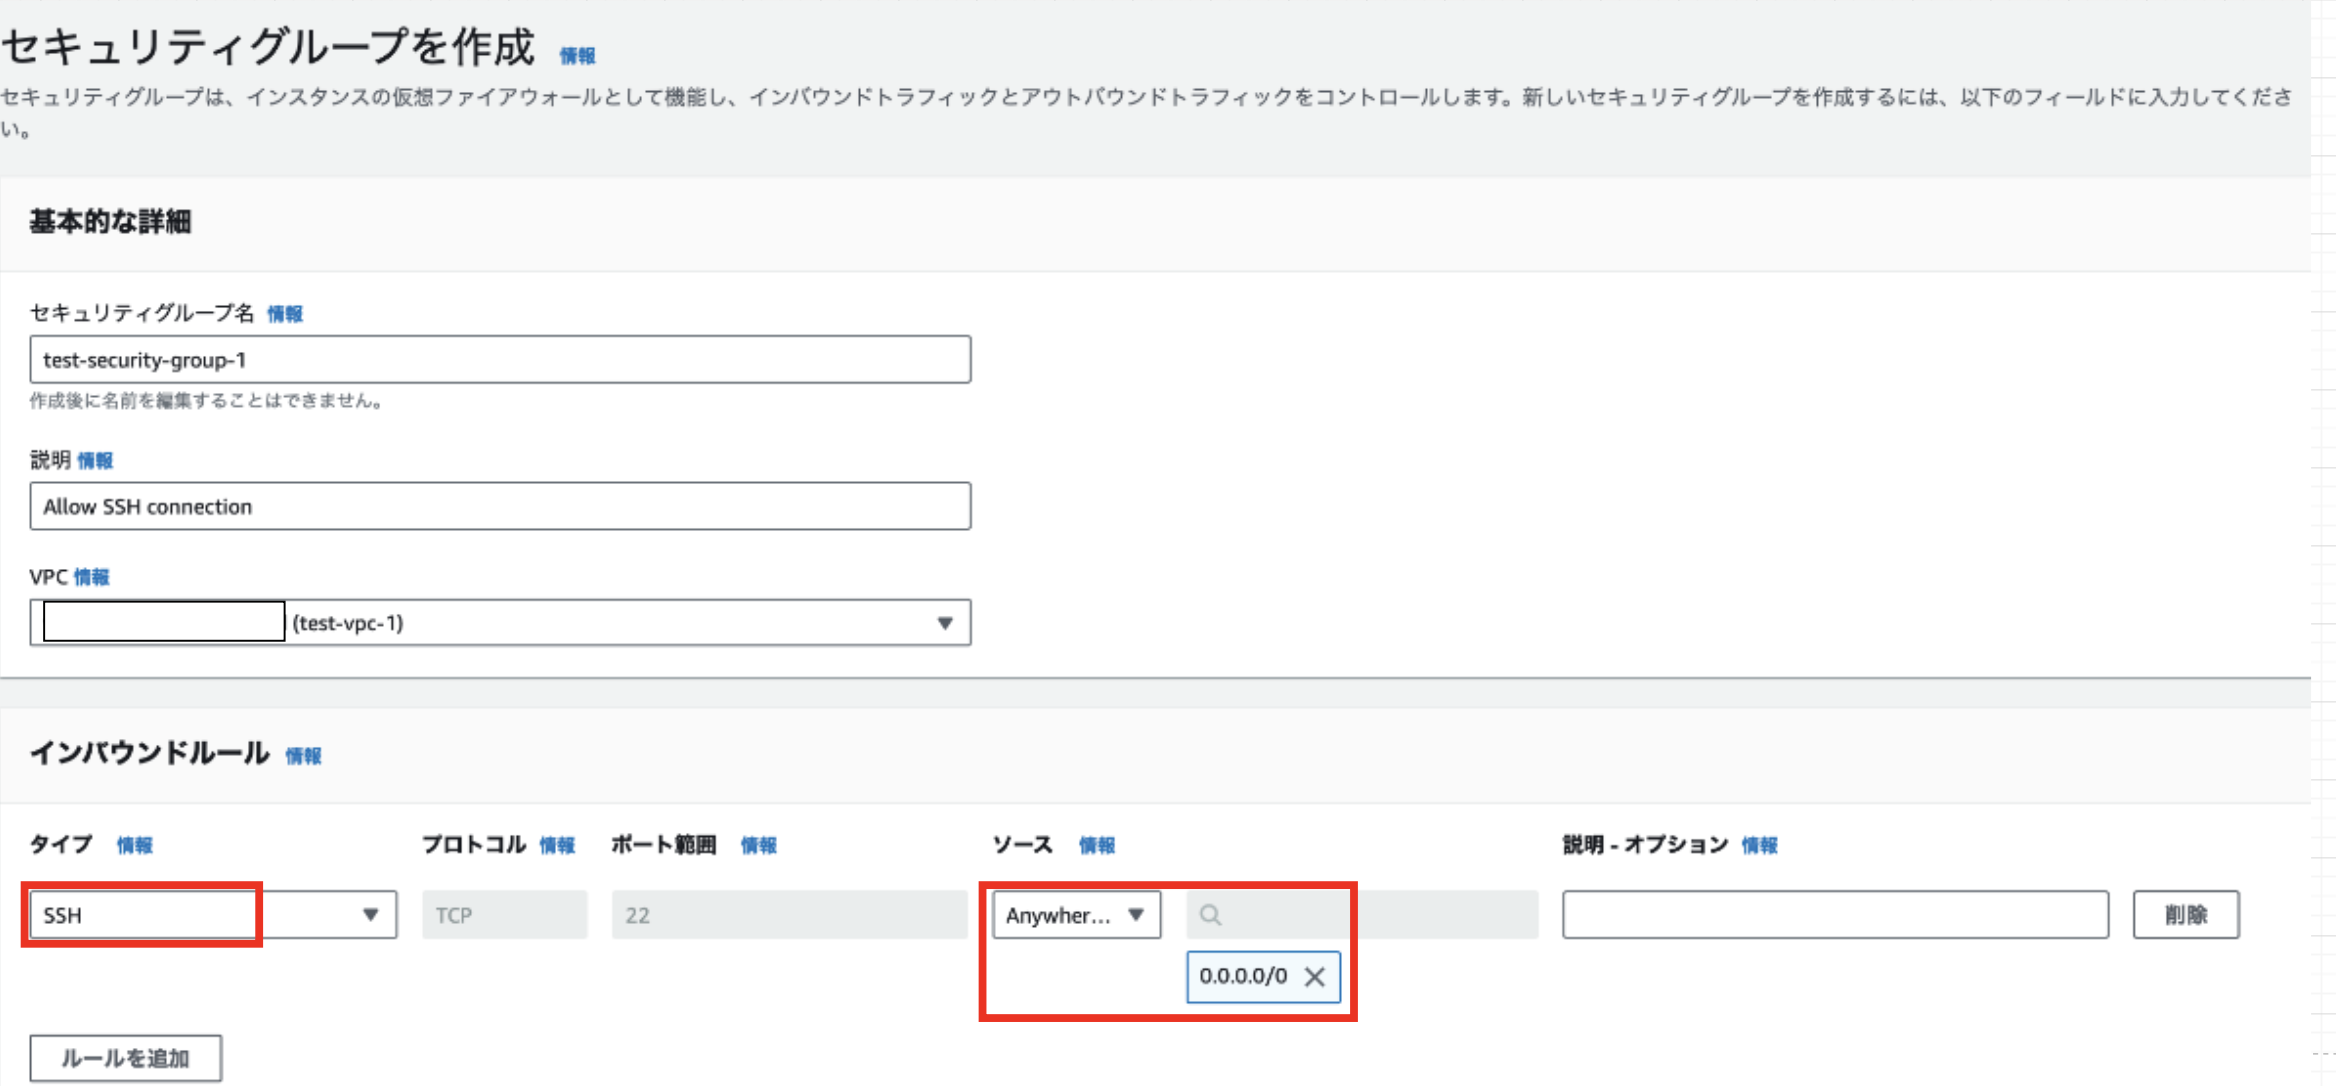 セキュリティグループを作成 情報
セキュリティグループは、インスタンスの仮想ファイアウォールとして機能し、インバウンドトラフィックとアウトバウンドトラフィックをコントロールします。新しいセキュリティグループを作成するには、以下のフィールドに入力してくださ
い。
基本的な詳細
セキュリティグループ名 情報
test-security-group-1
作成後に名前を編集することはできません。
説明 情報
Allow SSH connection
VPC 情報
(test-vpc-1)
インバウンドルール 情報
タイプ 情報 プロトコル 情報 ポート範囲 情報 ソース 情報 説明 - オプション 情報
SSH TCP 22 Anywher... 削除
0.0.0.0/0
ルールを追加